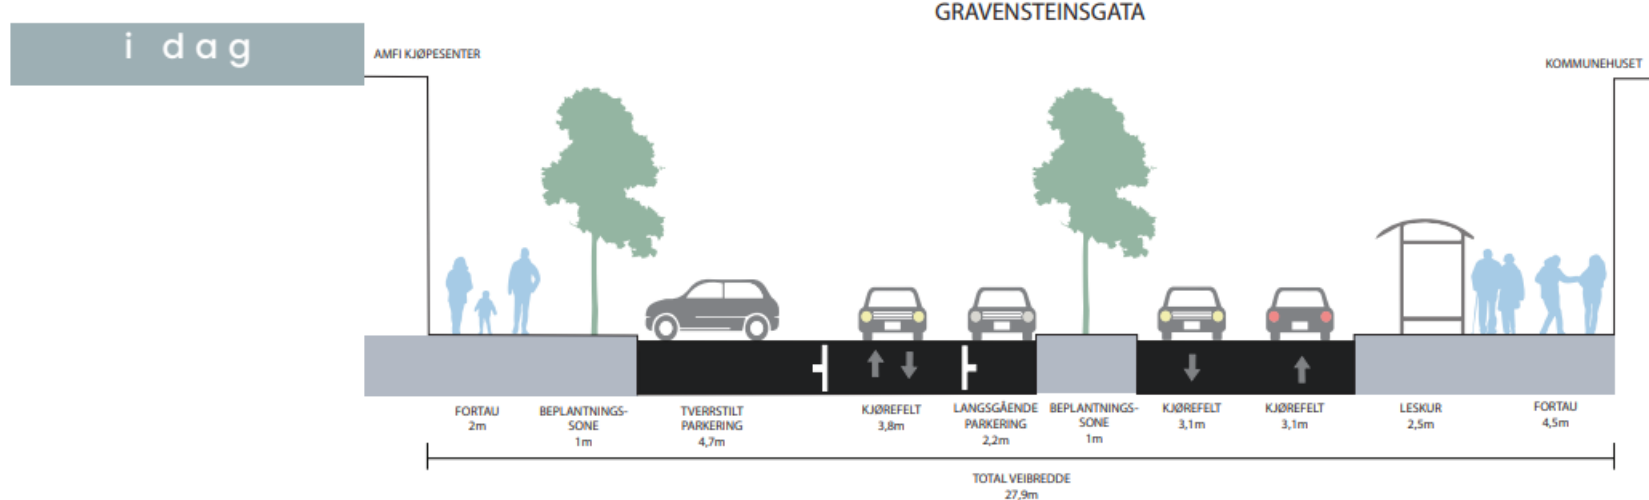 GRAVENSTEINSGATA
i dag
AMFI KJØPESENTER
KOMMUNEHUSET
FORTAU
2m
BEPLANTNINGS-
SONE
1m
TVERRSTILT
PARKERING
4,7m
KJØREFELT
3,8m
LANGSGÅENDE
PARKERING
2,2m
BEPLANTNINGS-
SONE
1m
KJØREFELT
3,1m
KJØREFELT
3,1m
LESKUR
2,5m
FORTAU
4,5m
TOTAL VEIBREDDE
27,9m